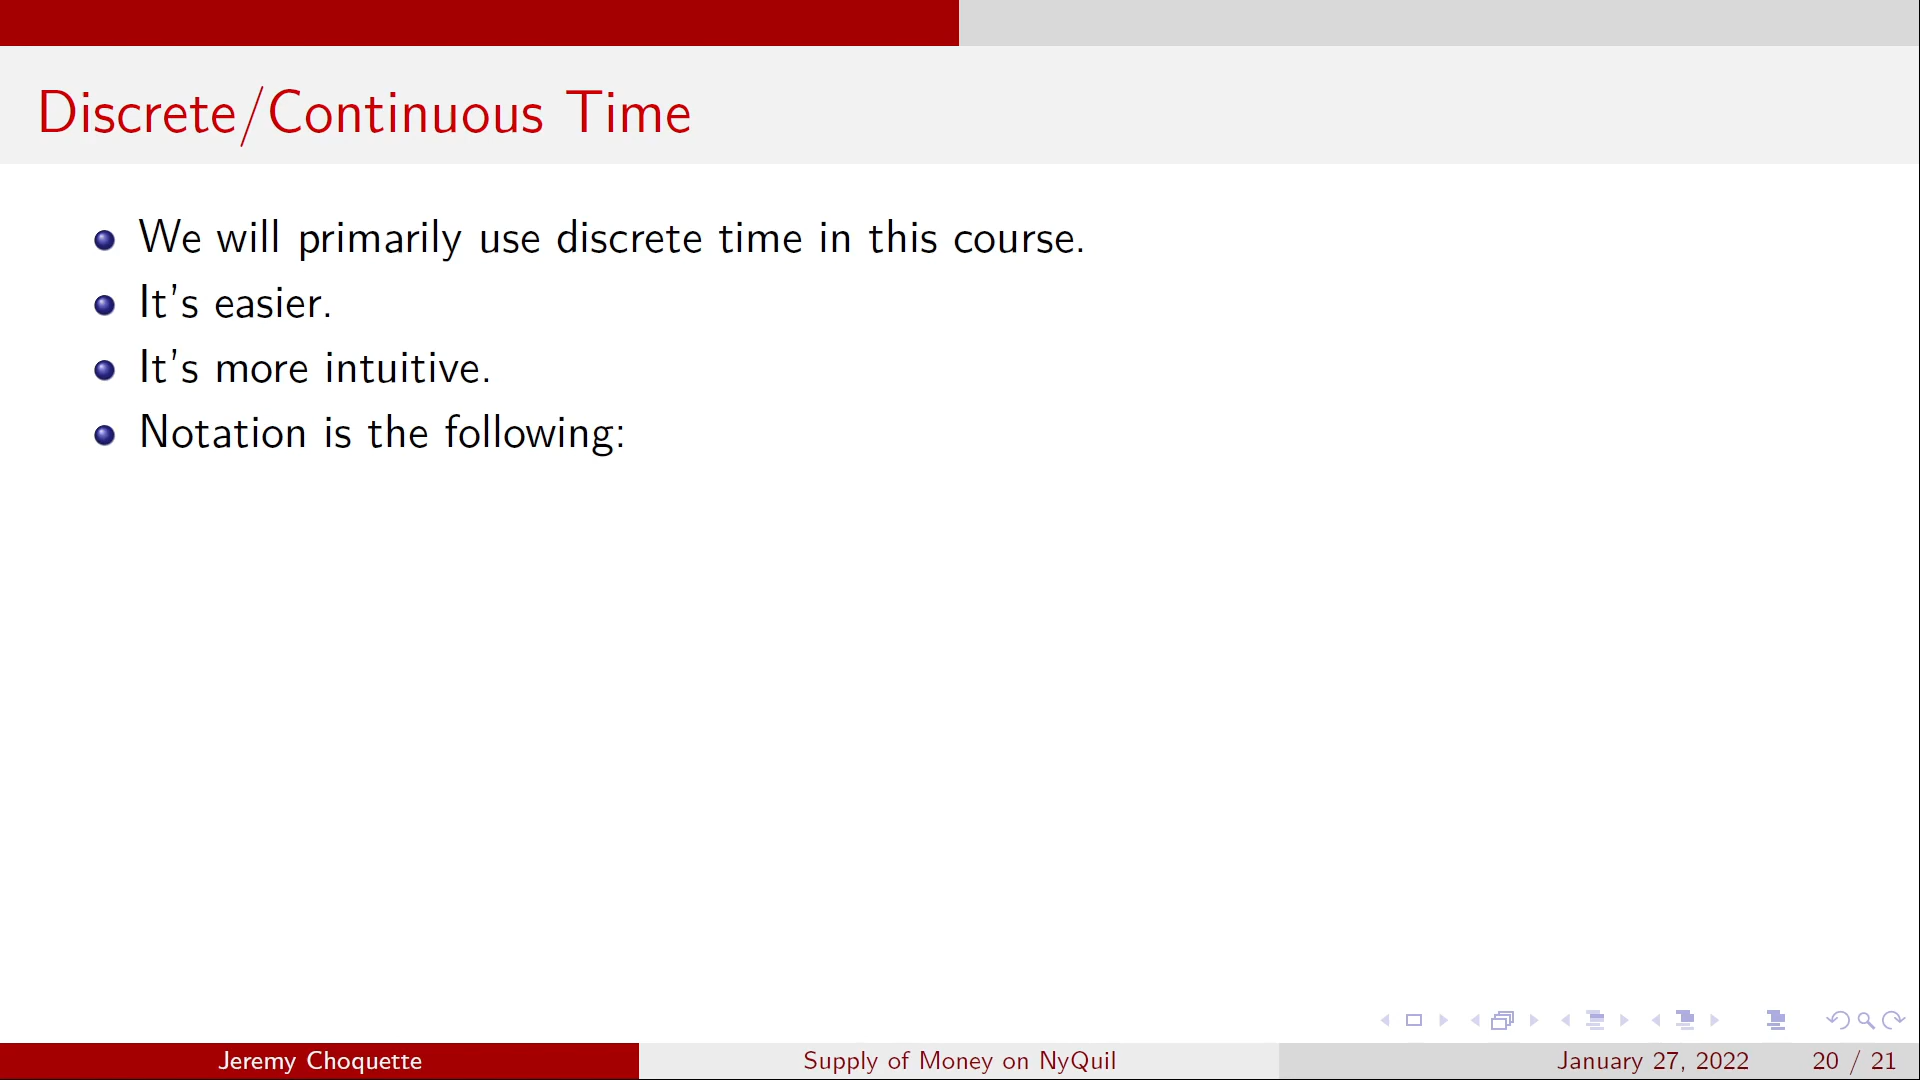 Discrete/Continuous Time
We will primarily use discrete time in this course.
It's easier.
It's more intuitive.
Notation is the following:
Jeremy Choquette
Supply of Money on NyQuil
January 27, 2022
20 / 21